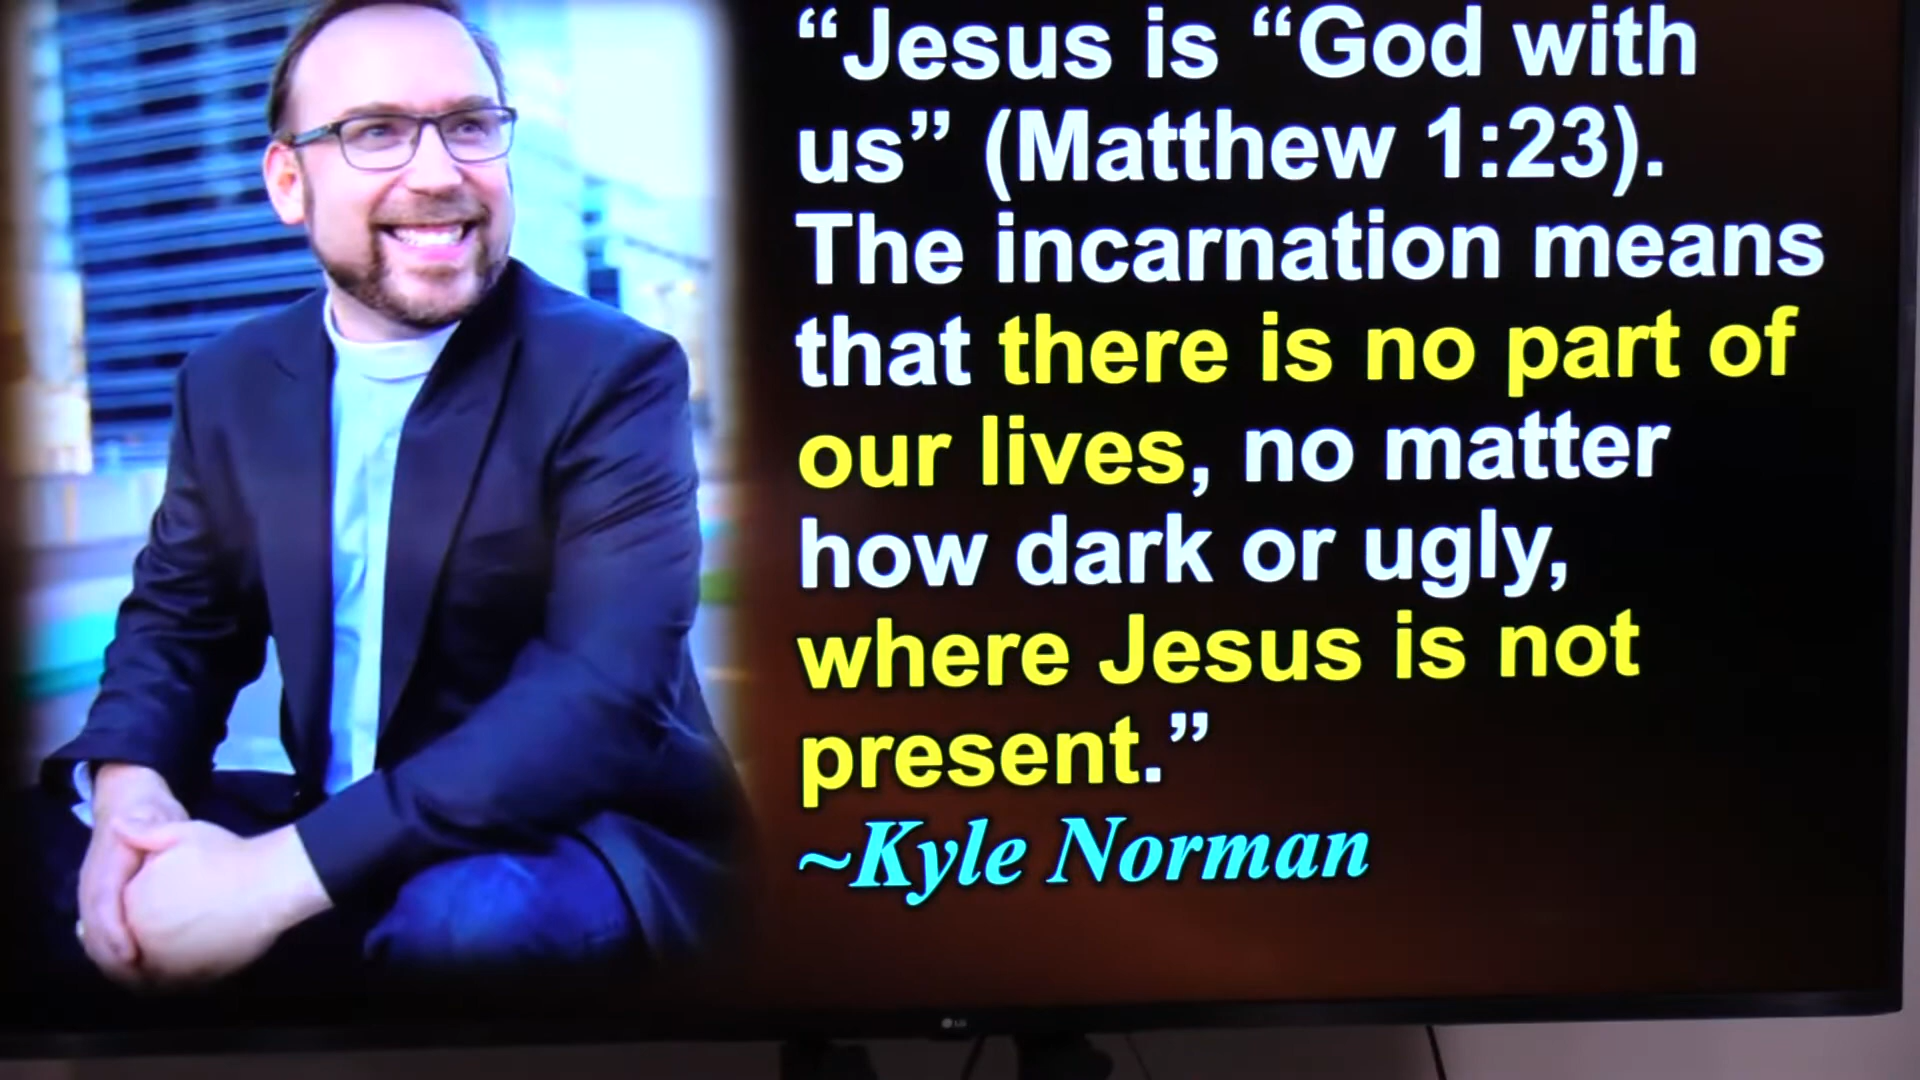 “Jesus is “God with
us” (Matthew 1:23).
The incarnation means
that there is no part of
our lives, no matter
how dark or ugly,
where Jesus is not
present.”
~Kyle Norman
LG